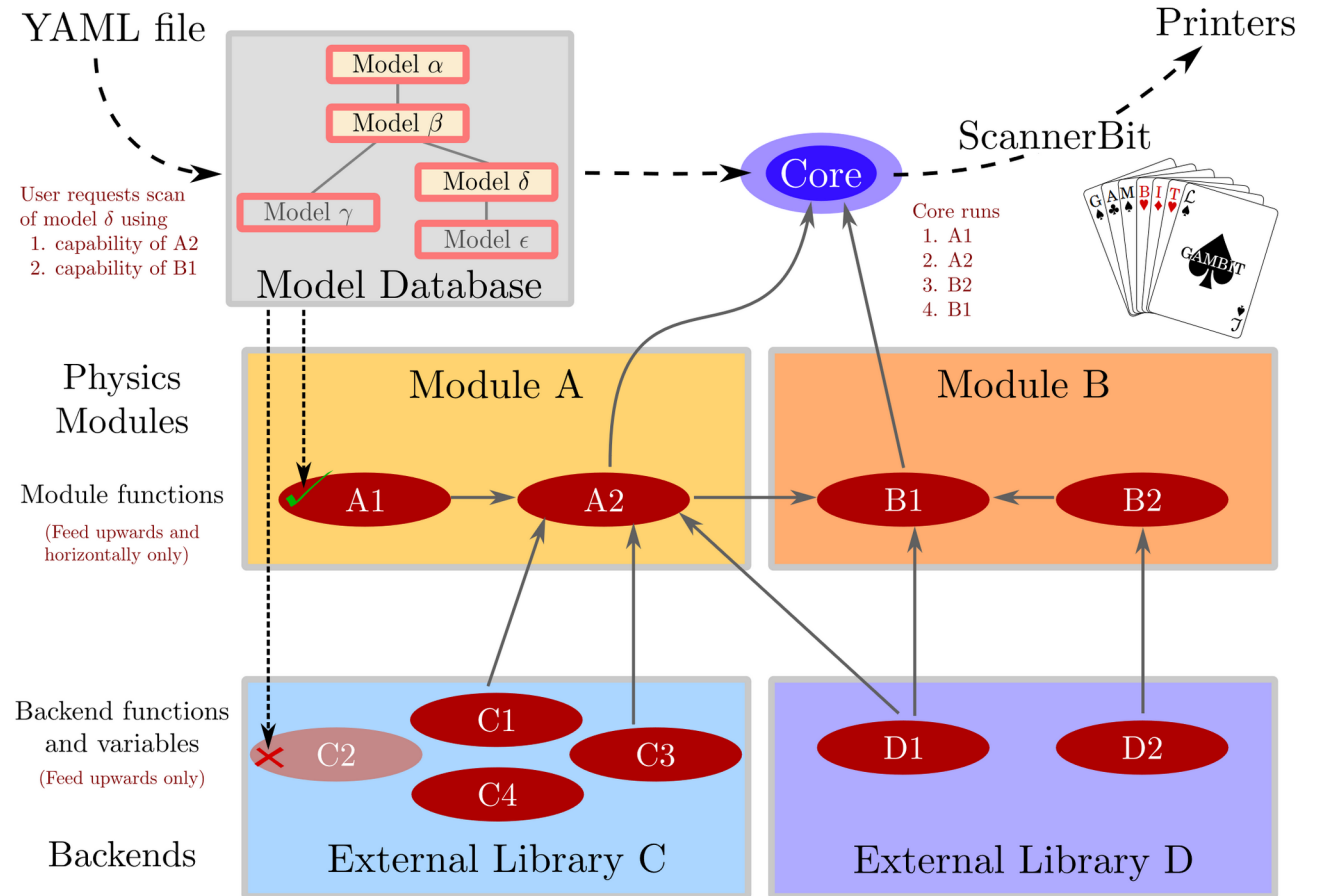 YAML file
Model α
Model β
Model δ
Model γ
Model ϵ
Model Database
Printers
ScannerBit
Core
User requests scan
of model δ using
1. capability of A2
2. capability of B1
Core runs
1. A1
2. A2
3. B2
4. B1
G A M B I T L
GAMBIT
J
Physics
Modules
Module A
Module B
Module functions
(Feed upwards and
horizontally only)
A1
A2
B1
B2
Backend functions
and variables
(Feed upwards only)
C1
C2
C3
C4
D1
D2
Backends
External Library C
External Library D